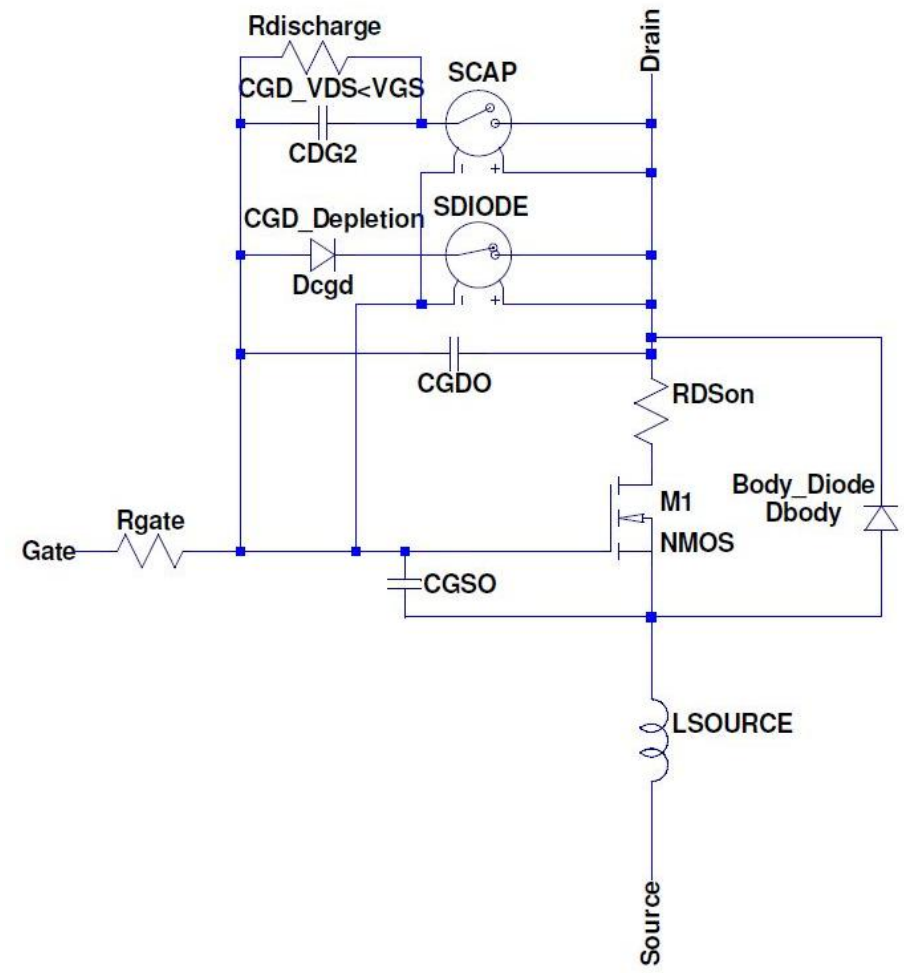 Rdischarge
Drain
SCAP
CGD_VDS<VGS
CDG2
- +
SDIODE
CGD_Depletion
Dcgd
- +
CGDO
RDSon
Body_Diode
Dbody
M1
NMOS
Rgate
Gate
CGSO
LSOURCE
Source